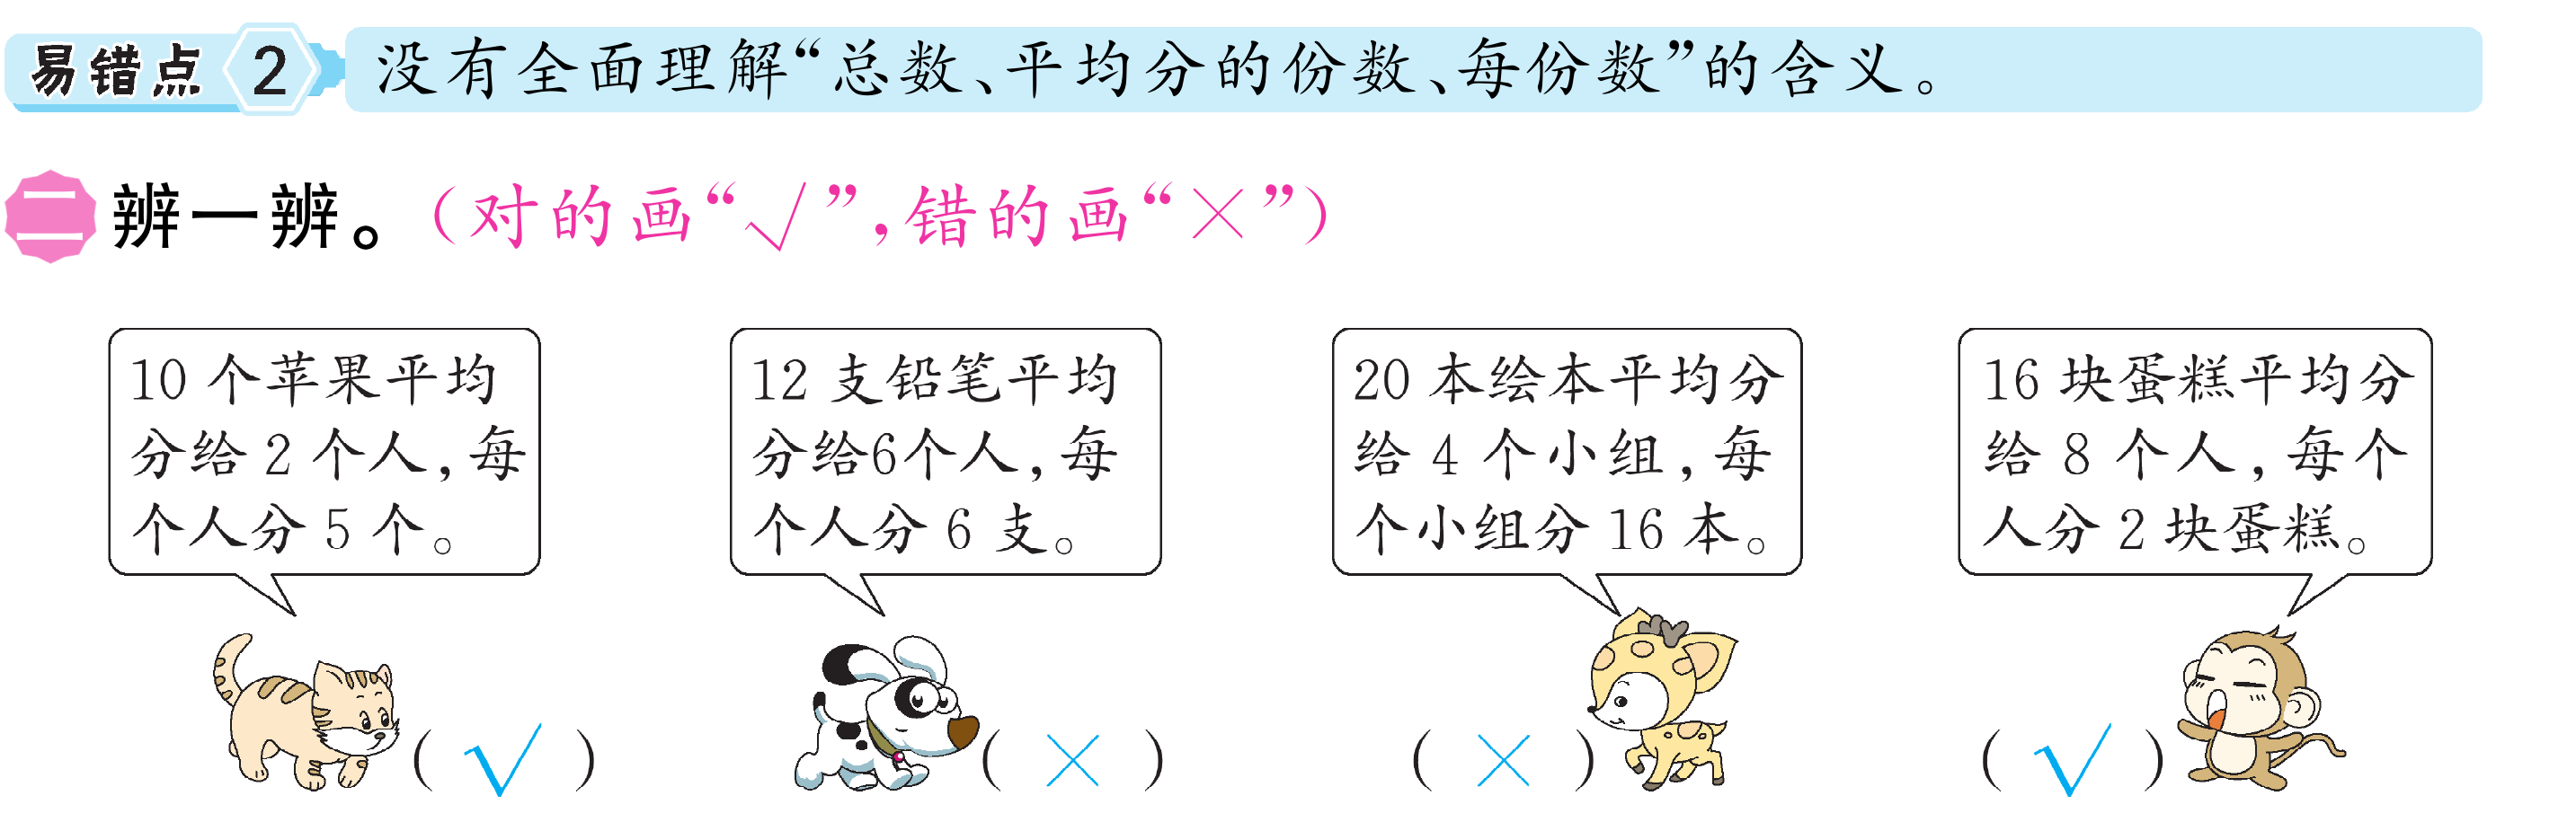 易错点 2 没有全面理解“总数、平均分的份数、每份数”的含义。
二 辨一辨。(对的画“√”,错的画“×”)
10 个苹果平均
分给 2 个人,每
个人分 5 个。
(√)
12 支铅笔平均
分给6个人,每
个人分 6 支。
(×)
20 本绘本平均分
给 4 个小组,每
个小组分 16 本。
(×)
16 块蛋糕平均分
给 8 个人,每个
人分 2 块蛋糕。
(√)